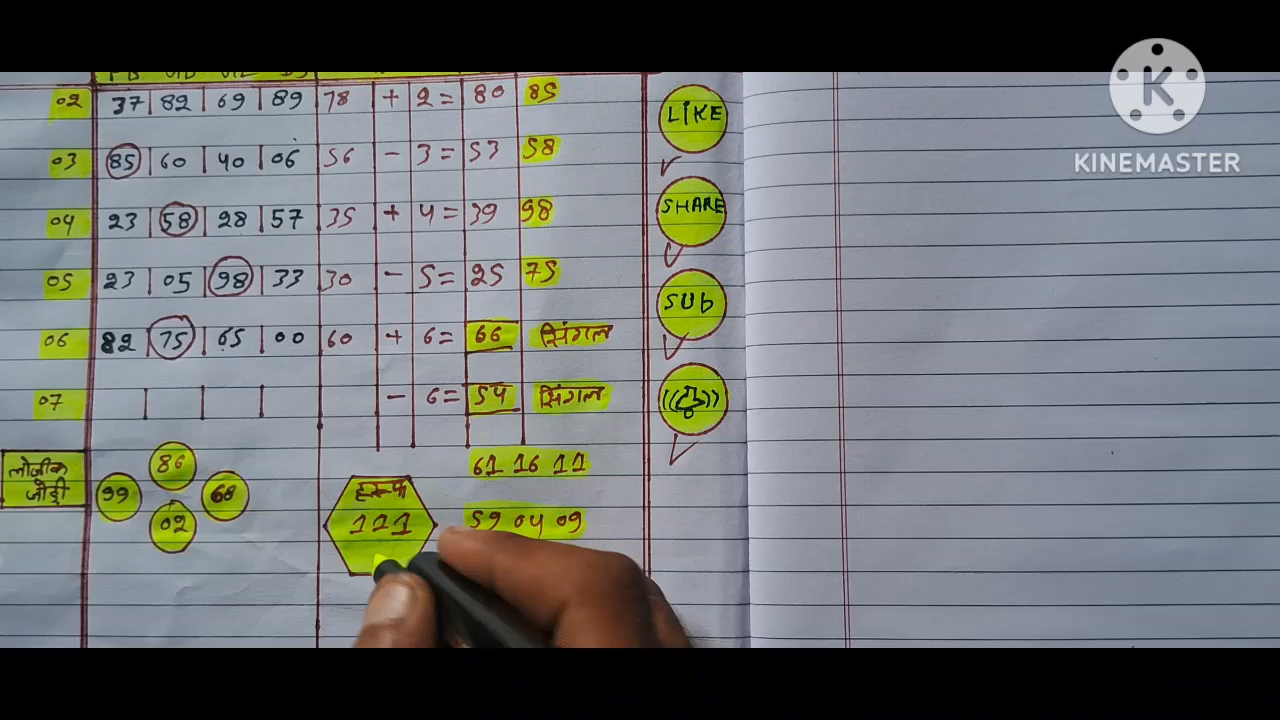 02 37 82 69 89 78 + 2 = 80 85
03 85 60 40 06 56 - 3 = 53 58
04 23 58 28 57 35 + 4 = 39 98
05 23 05 98 33 30 - 5 = 25 75
06 82 75 65 00 60 + 6 = 66 सिंगल
07 - 6 = 54 सिंगल
LIKE
SHARE
SUb
लोजीक
जोड़ी
86
99 68
02
हरूफ
111
61 16 11
59 04 09
K
KINEMASTER